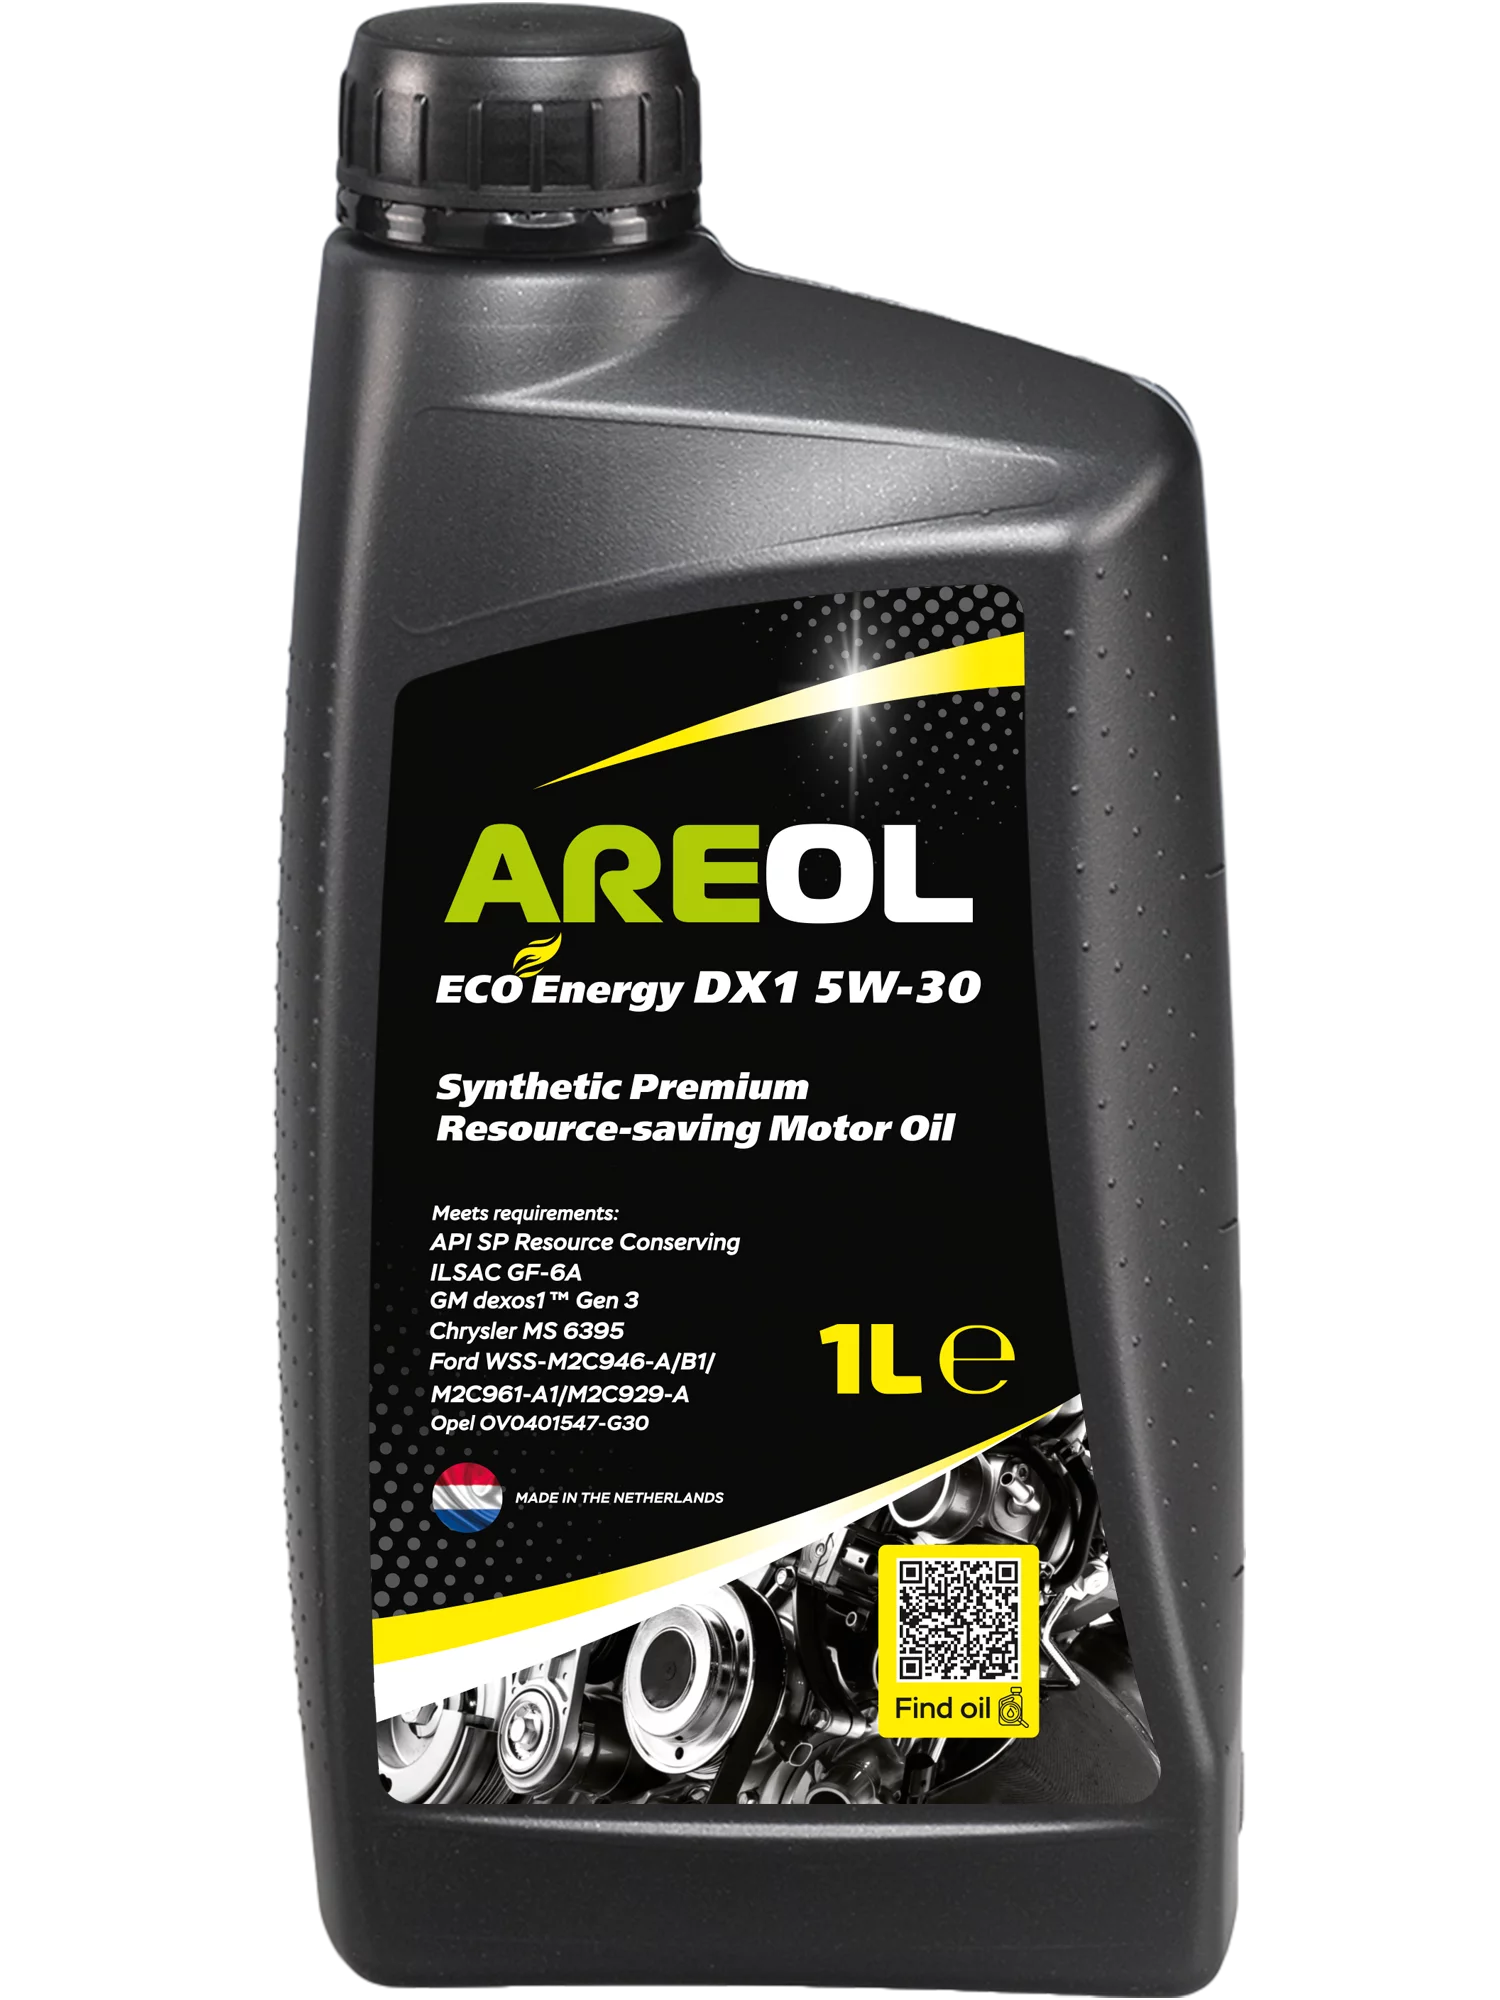 AREOL
ECO Energy DX1 5W-30
Synthetic Premium
Resource-saving Motor Oil
Meets requirements:
API SP Resource Conserving
ILSAC GF-6A
GM dexos1™ Gen 3
Chrysler MS 6395
Ford WSS-M2C946-A/B1/
M2C961-A1/M2C929-A
Opel OV0401547-G30
1L e
MADE IN THE NETHERLANDS
Find oil